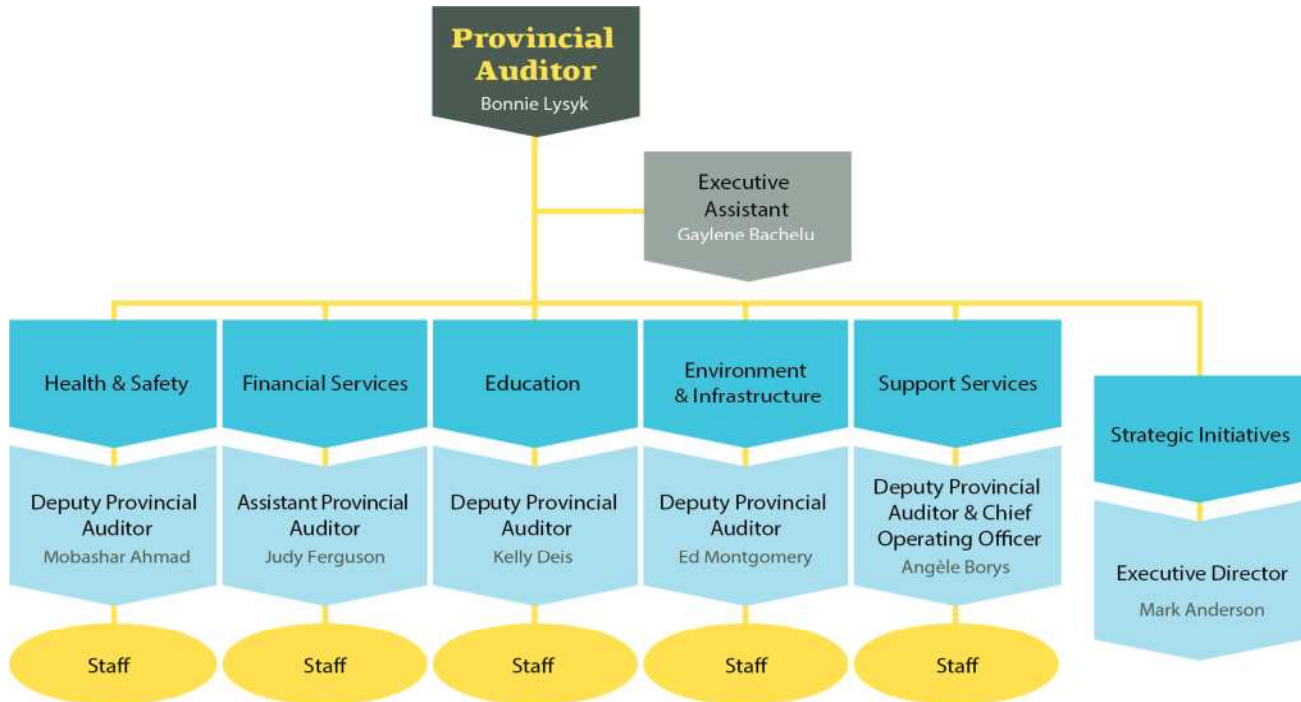 Provincial
Auditor
Bonnie Lysyk
Executive
Assistant
Gaylene Bachelu
Health & Safety
Financial Services
Education
Environment
& Infrastructure
Support Services
Strategic Initiatives
Deputy Provincial
Auditor
Mobashar Ahmad
Assistant Provincial
Auditor
Judy Ferguson
Deputy Provincial
Auditor
Kelly Deis
Deputy Provincial
Auditor
Ed Montgomery
Deputy Provincial
Auditor & Chief
Operating Officer
Angèle Borys
Executive Director
Mark Anderson
Staff
Staff
Staff
Staff
Staff